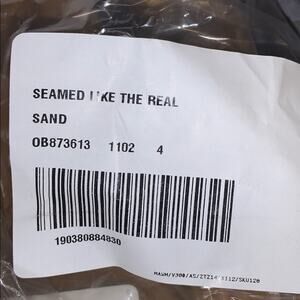 SEAMED LIKE THE REAL
SAND
OB873613 1102 4
190380884830